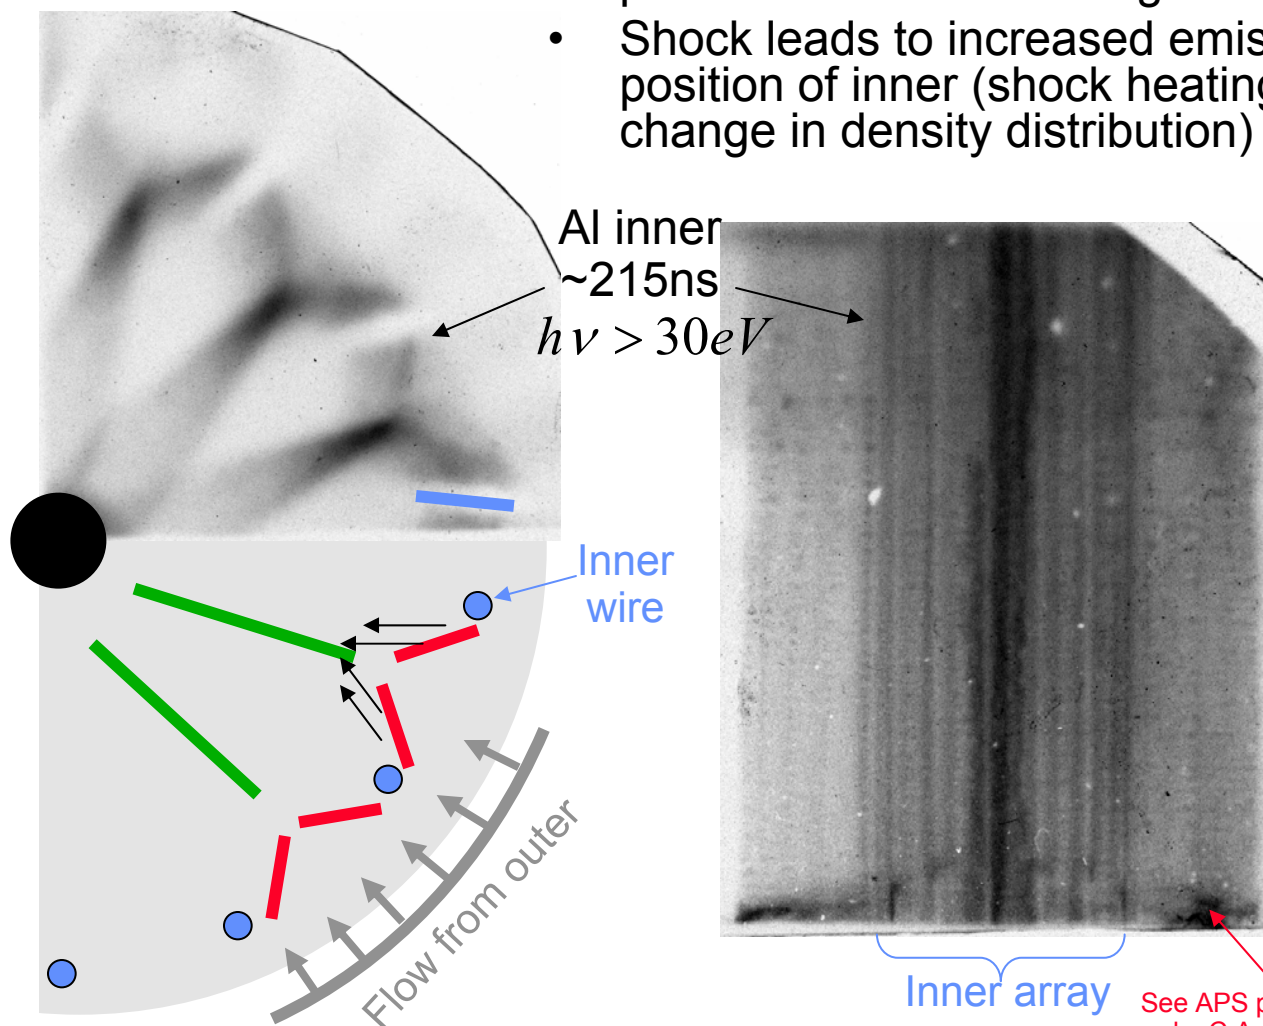 • Shock leads to increased
position of inner (shock heating
change in density distribution)
Al inner
~215ns
hν > 30eV
Inner
wire
Flow from outer
Inner array
See APS